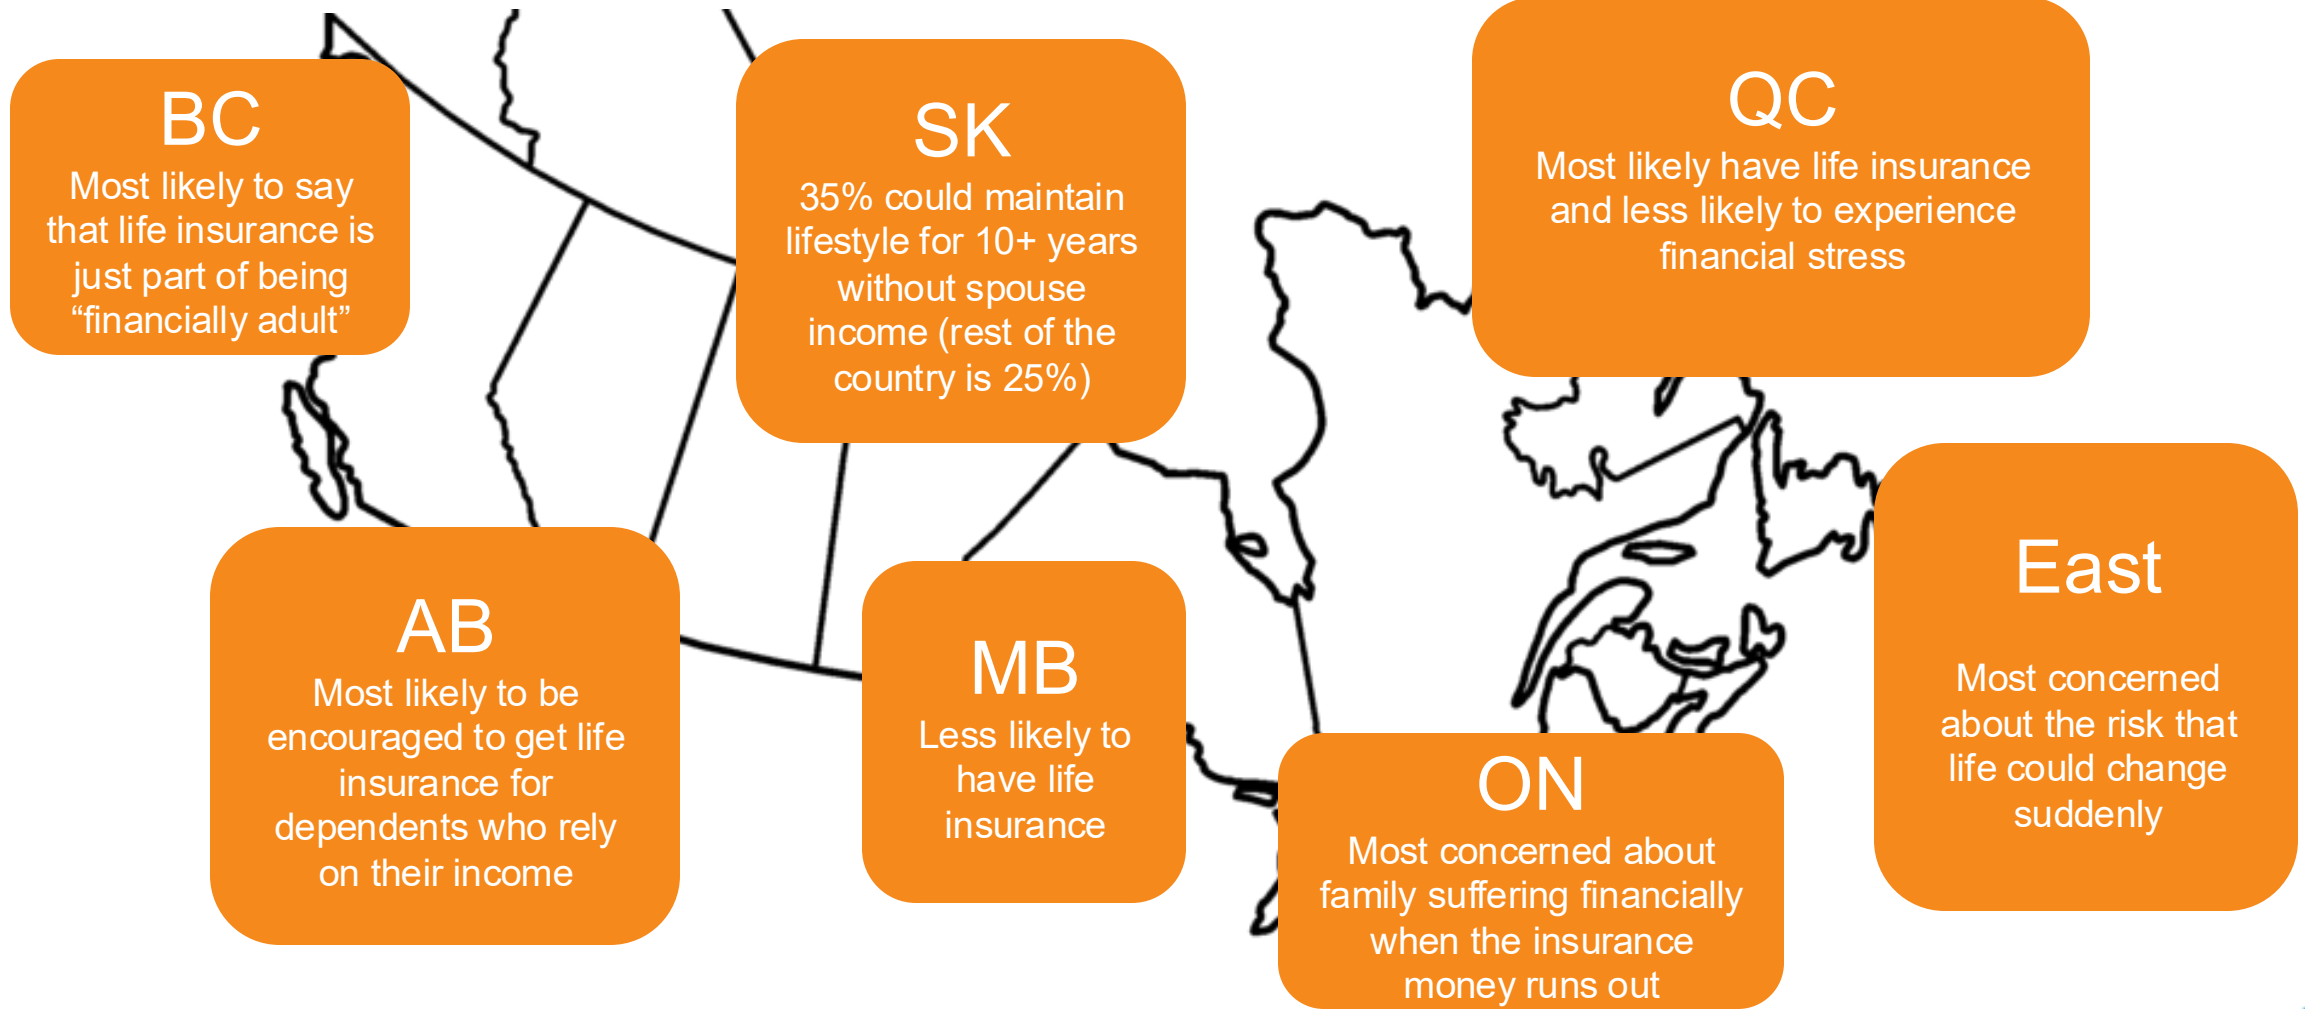 BC
Most likely to say
that life insurance is
just part of being
“financially adult”
SK
35% could maintain
lifestyle for 10+ years
without spouse
income (rest of the
country is 25%)
QC
Most likely have life insurance
and less likely to experience
financial stress
AB
Most likely to be
encouraged to get life
insurance for
dependents who rely
on their income
MB
Less likely to
have life
insurance
ON
Most concerned about
family suffering financially
when the insurance
money runs out
East
Most concerned
about the risk that
life could change
suddenly